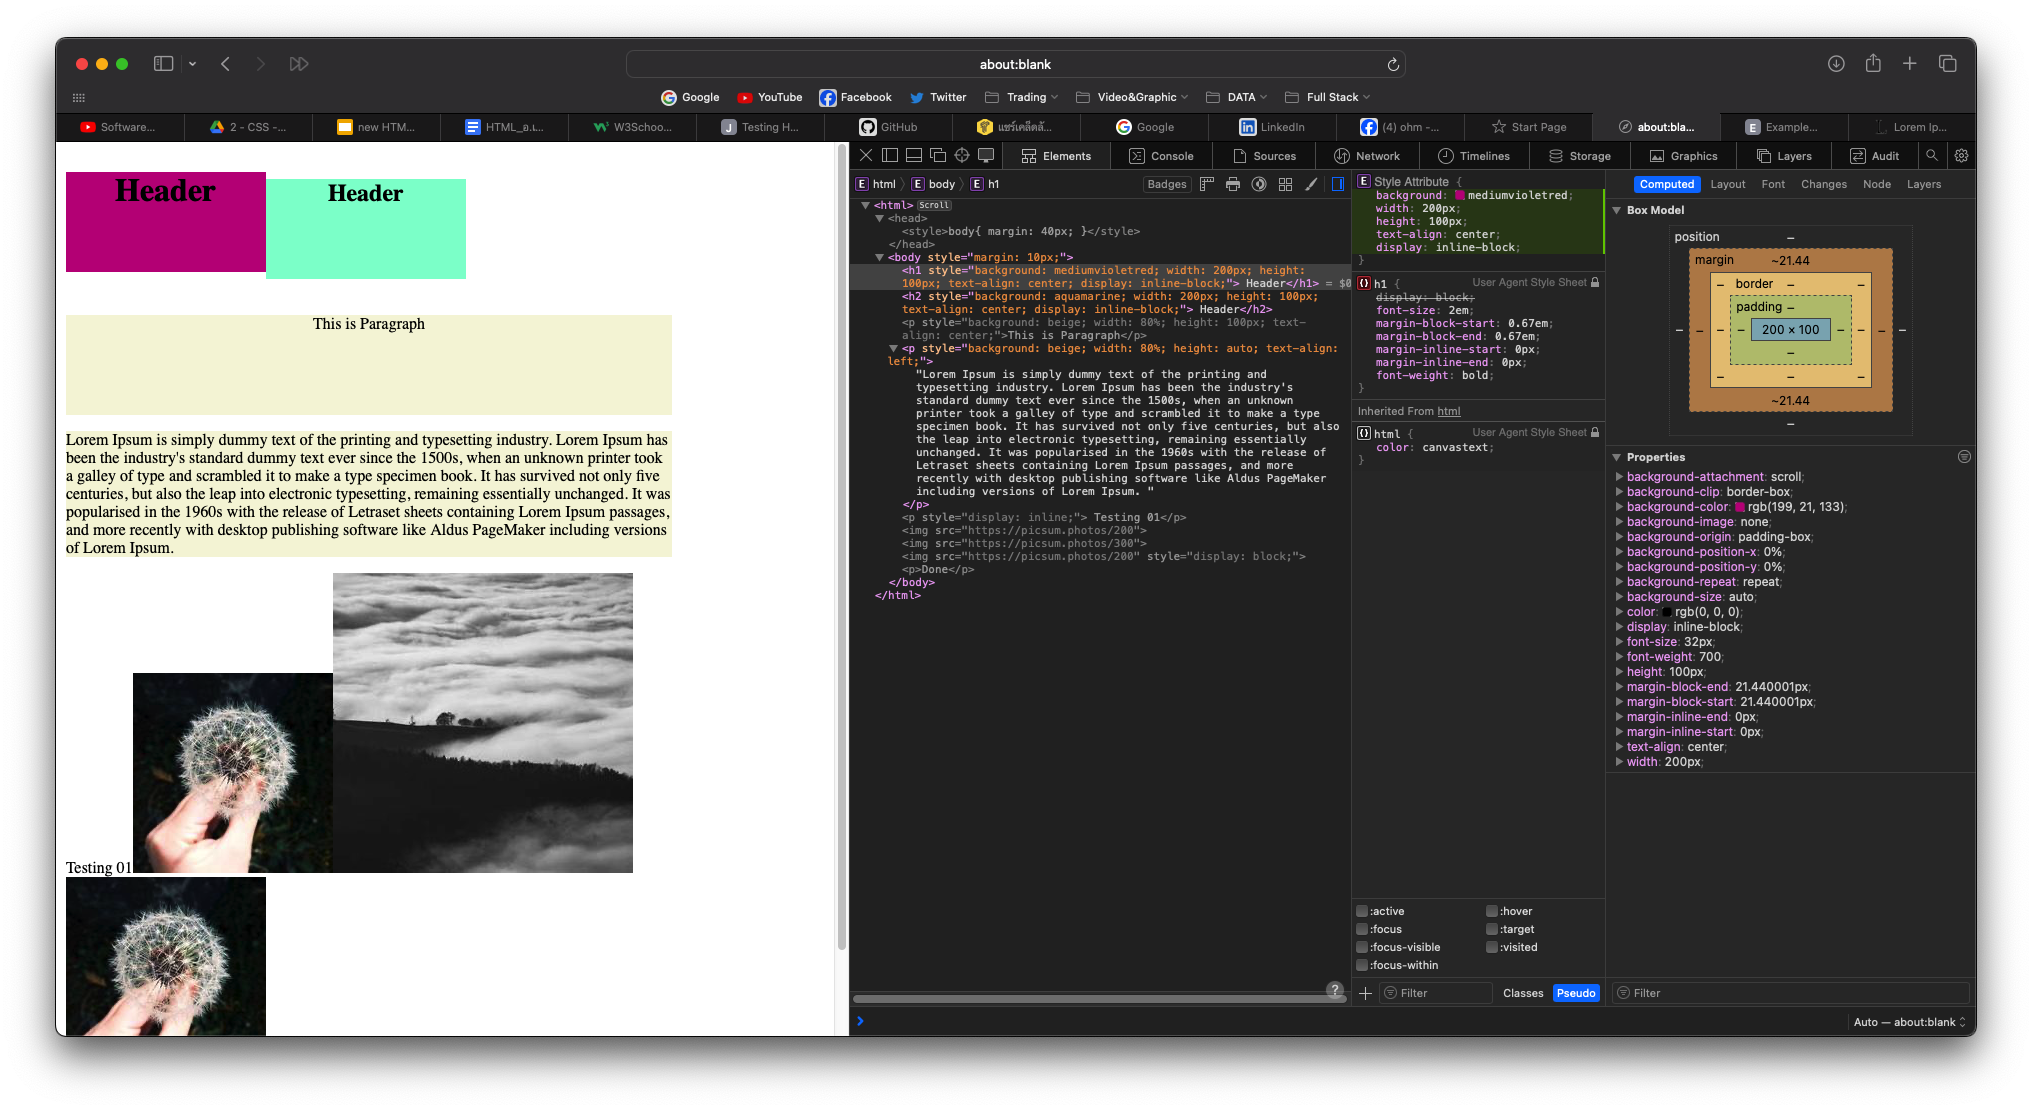 about:blank
Google YouTube Facebook Twitter Trading Video&Graphic DATA Full Stack
Software... 2 - CSS -... new HTM... HTML_อ.เ... W3Schoo... Testing H... GitHub แชร์เคล็ดลั... Google LinkedIn (4) ohm -... Start Page about:bla... Example... Lorem Ip...
Header Header
This is Paragraph
Lorem Ipsum is simply dummy text of the printing and typesetting industry. Lorem Ipsum has
been the industry's standard dummy text ever since the 1500s, when an unknown printer took
a galley of type and scrambled it to make a type specimen book. It has survived not only five
centuries, but also the leap into electronic typesetting, remaining essentially unchanged. It was
popularised in the 1960s with the release of Letraset sheets containing Lorem Ipsum passages,
and more recently with desktop publishing software like Aldus PageMaker including versions
of Lorem Ipsum.
Testing 01
Elements Console Sources Network Timelines Storage Graphics Layers Audit
E html E body E h1 Badges
<html> Scroll
<head>
<style>body{ margin: 40px; }</style>
</head>
<body style="margin: 10px;">
<h1 style="background: mediumvioletred; width: 200px; height:
100px; text-align: center; display: inline-block;"> Header</h1> = $0
<h2 style="background: aquamarine; width: 200px; height: 100px;
text-align: center; display: inline-block;"> Header</h2>
<p style="background: beige; width: 80%; height: 100px; text-
align: center;">This is Paragraph</p>
<p style="background: beige; width: 80%; height: auto; text-align:
left;">
"Lorem Ipsum is simply dummy text of the printing and
typesetting industry. Lorem Ipsum has been the industry's
standard dummy text ever since the 1500s, when an unknown
printer took a galley of type and scrambled it to make a type
specimen book. It has survived not only five centuries, but also
the leap into electronic typesetting, remaining essentially
unchanged. It was popularised in the 1960s with the release of
Letraset sheets containing Lorem Ipsum passages, and more
recently with desktop publishing software like Aldus PageMaker
including versions of Lorem Ipsum. "
</p>
<p style="display: inline;"> Testing 01</p>
<img src="https://picsum.photos/200">
<img src="https://picsum.photos/300">
<img src="https://picsum.photos/200" style="display: block;">
<p>Done</p>
</body>
</html>
E Style Attribute {
background: mediumvioletred;
width: 200px;
height: 100px;
text-align: center;
display: inline-block;
}
h1 { User Agent Style Sheet
display: block;
font-size: 2em;
margin-block-start: 0.67em;
margin-block-end: 0.67em;
margin-inline-start: 0px;
margin-inline-end: 0px;
font-weight: bold;
}
Inherited From html
html { User Agent Style Sheet
color: canvastext;
}
:active :hover
:focus :target
:focus-visible :visited
:focus-within
Filter Classes Pseudo
Computed Layout Font Changes Node Layers
Box Model
position –
margin ~21.44
– border – –
padding –
– – – – 200 × 100 – – – –
–
– – –
~21.44
–
Properties
background-attachment: scroll;
background-clip: border-box;
background-color: rgb(199, 21, 133);
background-image: none;
background-origin: padding-box;
background-position-x: 0%;
background-position-y: 0%;
background-repeat: repeat;
background-size: auto;
color: rgb(0, 0, 0);
display: inline-block;
font-size: 32px;
font-weight: 700;
height: 100px;
margin-block-end: 21.440001px;
margin-block-start: 21.440001px;
margin-inline-end: 0px;
margin-inline-start: 0px;
text-align: center;
width: 200px;
Filter
?
Auto — about:blank